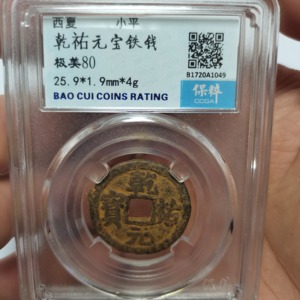 西夏 小平
乾祐元宝铁钱
极美80
25.9*1.9mm*4g
B1720A1049
保粹
CCGA
BAO CUI COINS RATING
乾
寶 祐
元